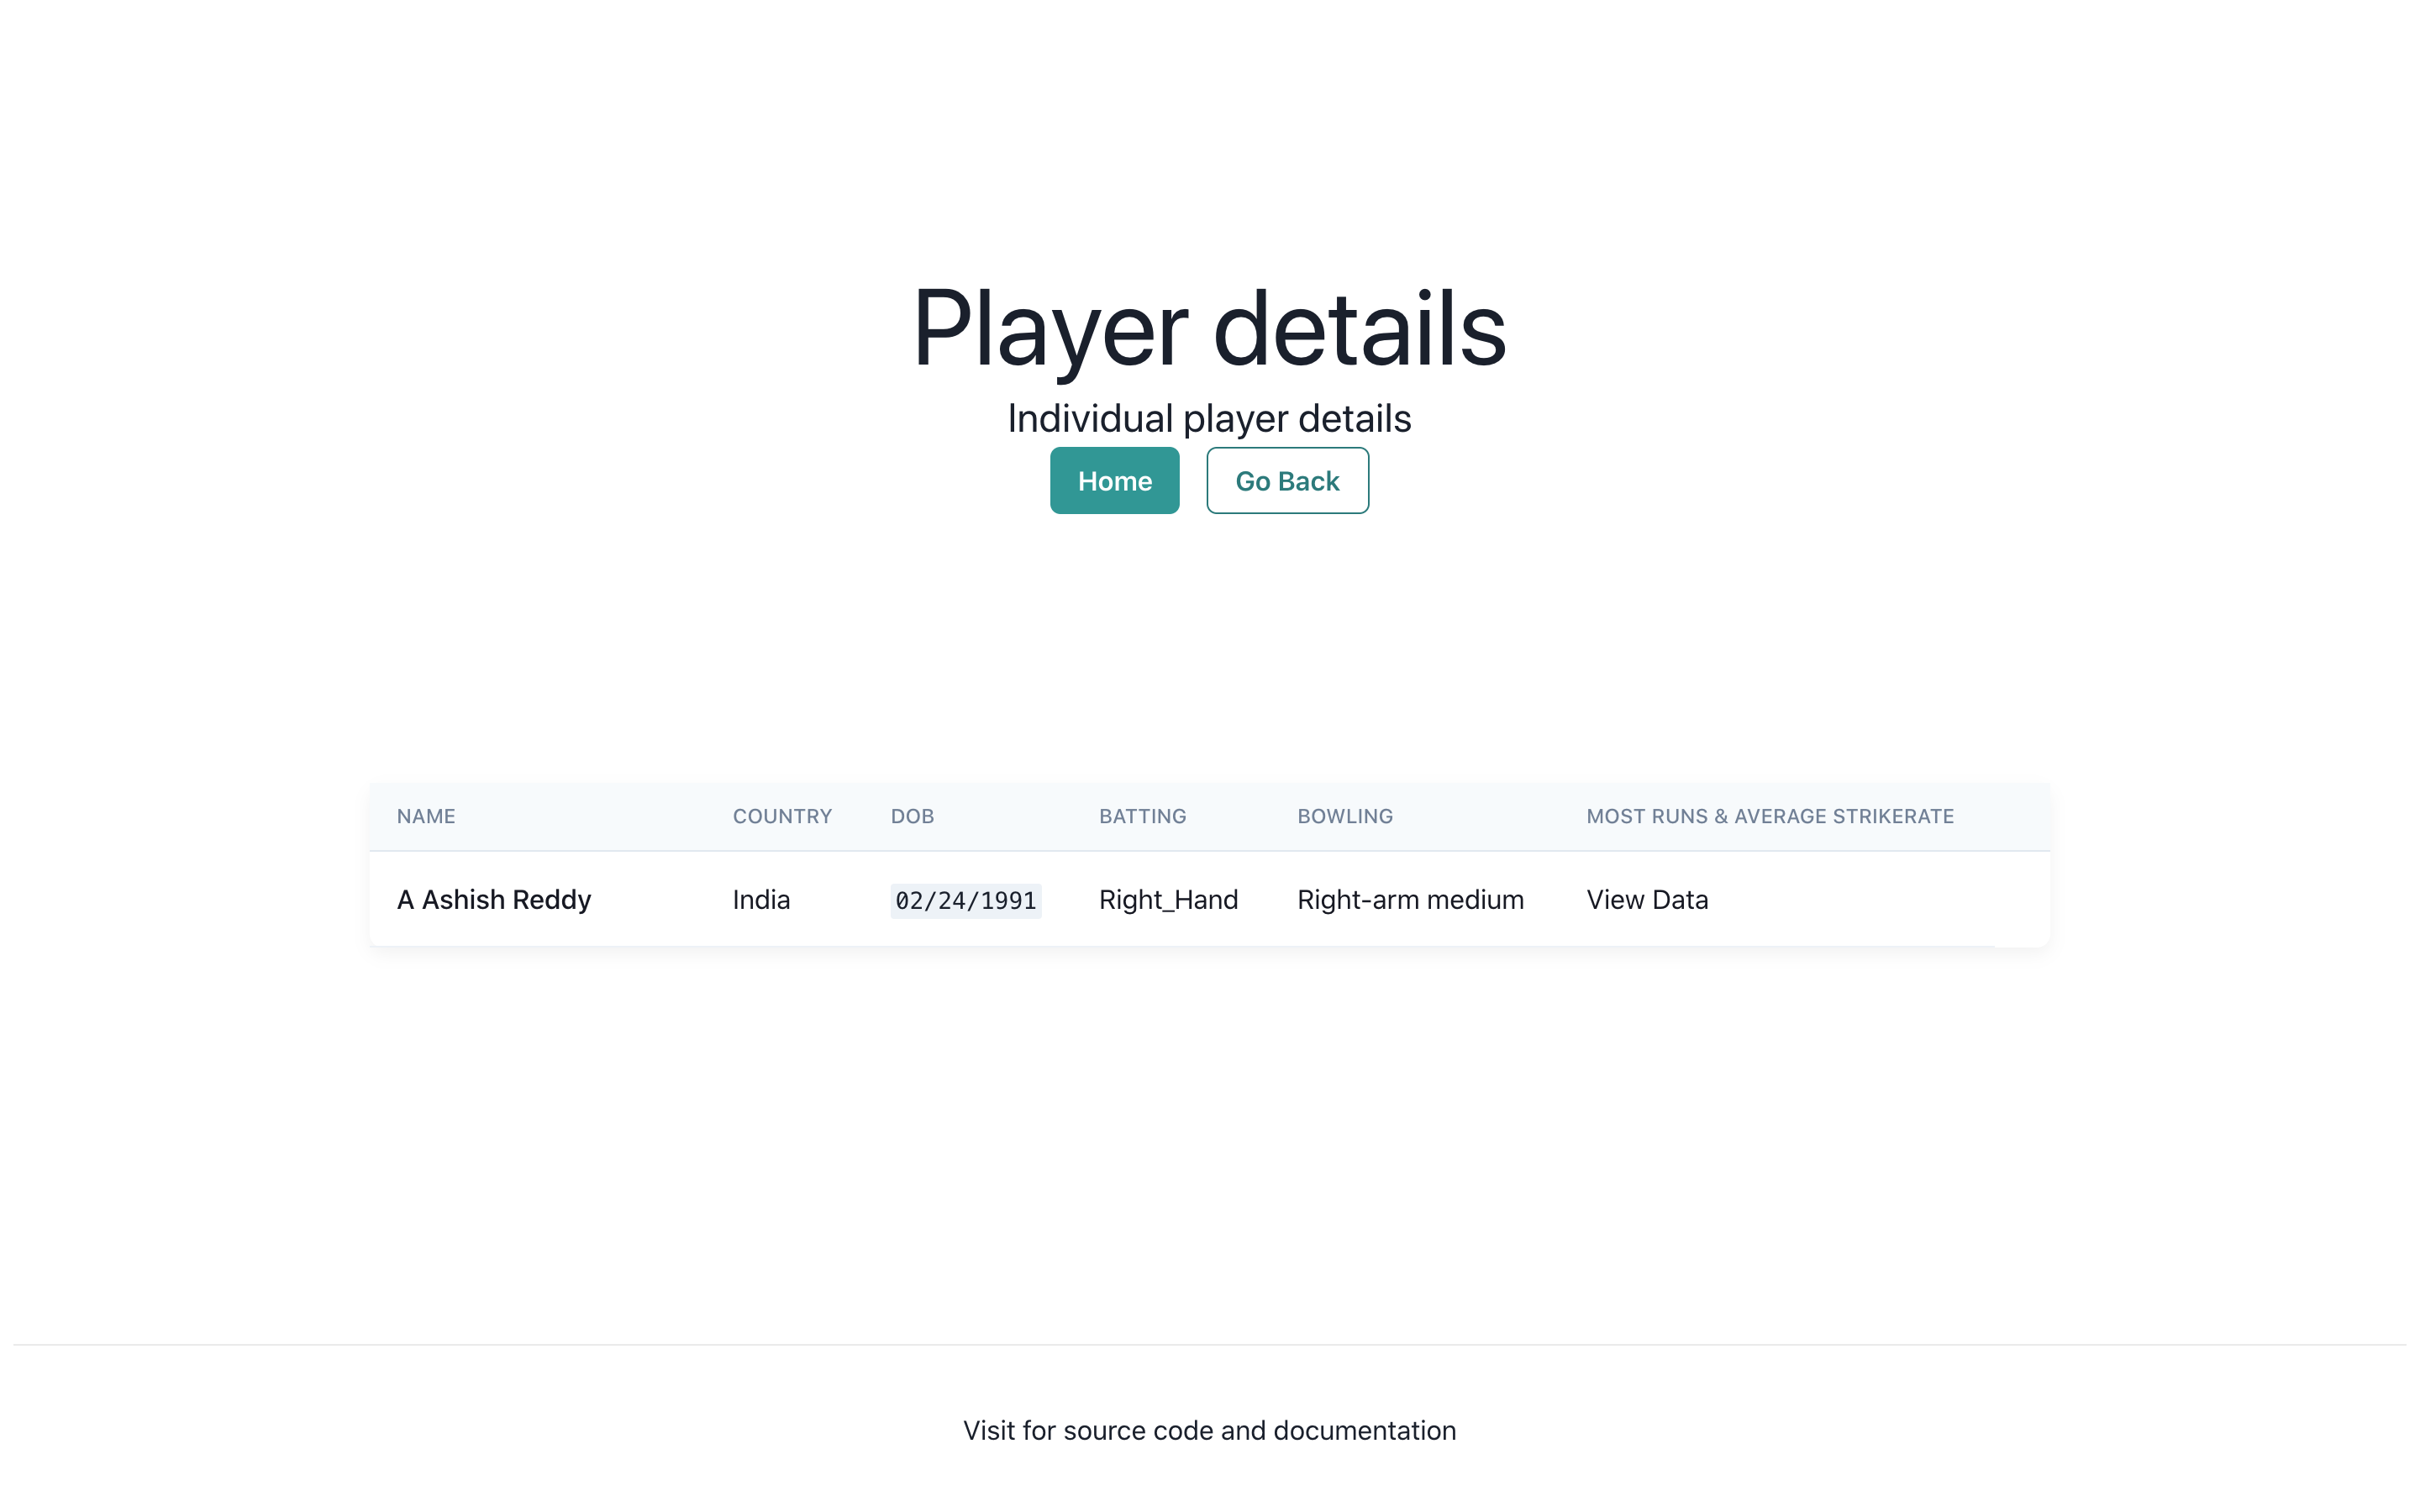 Player details
Individual player details
Home Go Back
NAME COUNTRY DOB BATTING BOWLING MOST RUNS & AVERAGE STRIKERATE
A Ashish Reddy India 02/24/1991 Right_Hand Right-arm medium View Data
Visit for source code and documentation